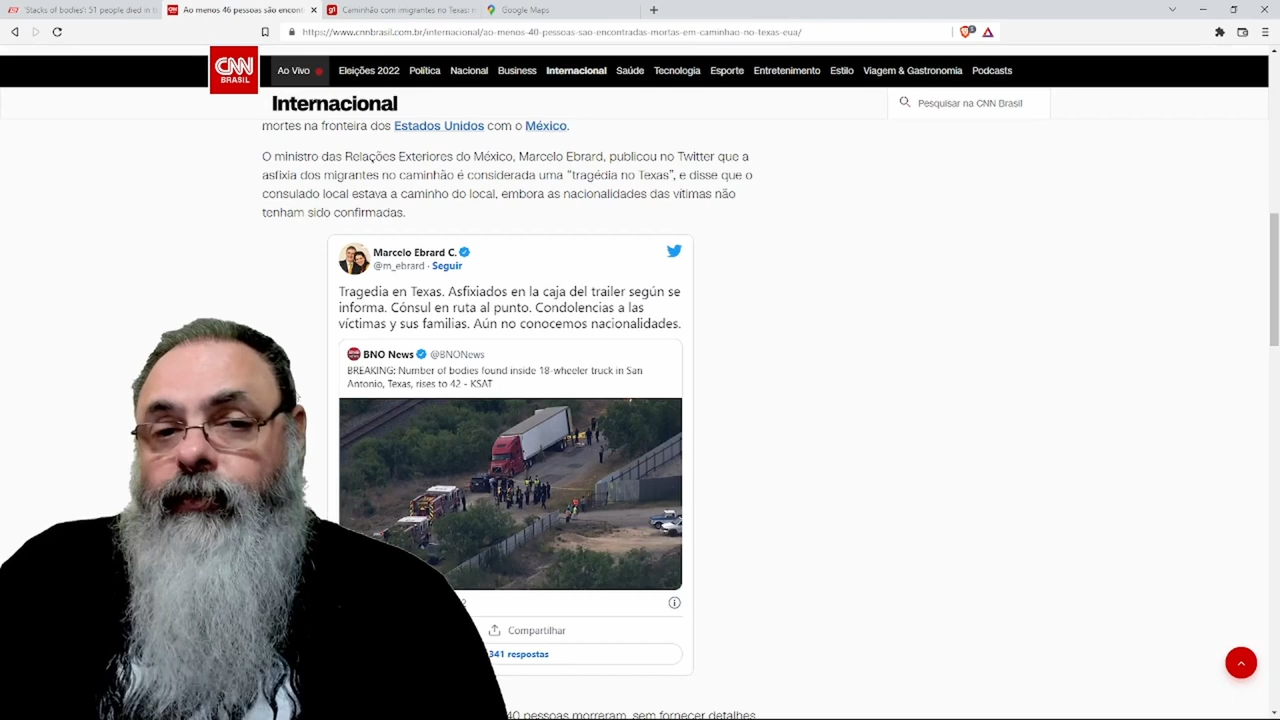 'Stacks of bodies': 51 people died in t
Ao menos 46 pessoas são encont
Caminhão com imigrantes no Texas:
Google Maps
https://www.cnnbrasil.com.br/internacional/ao-menos-40-pessoas-sao-encontradas-mortas-em-caminhao-no-texas-eua/
CNN
BRASIL
Ao Vivo
Eleições 2022
Política
Nacional
Business
Internacional
Saúde
Tecnologia
Esporte
Entretenimento
Estilo
Viagem & Gastronomia
Podcasts
Internacional
Pesquisar na CNN Brasil
mortes na fronteira dos Estados Unidos com o México.
O ministro das Relações Exteriores do México, Marcelo Ebrard, publicou no Twitter que a
asfixia dos migrantes no caminhão é considerada uma “tragédia no Texas”, e disse que o
consulado local estava a caminho do local, embora as nacionalidades das vítimas não
tenham sido confirmadas.
Marcelo Ebrard C.
@m_ebrard · Seguir
Tragedia en Texas. Asfixiados en la caja del trailer según se
informa. Cónsul en ruta al punto. Condolencias a las
víctimas y sus familias. Aún no conocemos nacionalidades.
BNO News @BNONews
BREAKING: Number of bodies found inside 18-wheeler truck in San
Antonio, Texas, rises to 42 - KSAT
Compartilhar
341 respostas
40 pessoas morreram, sem fornecer detalhes